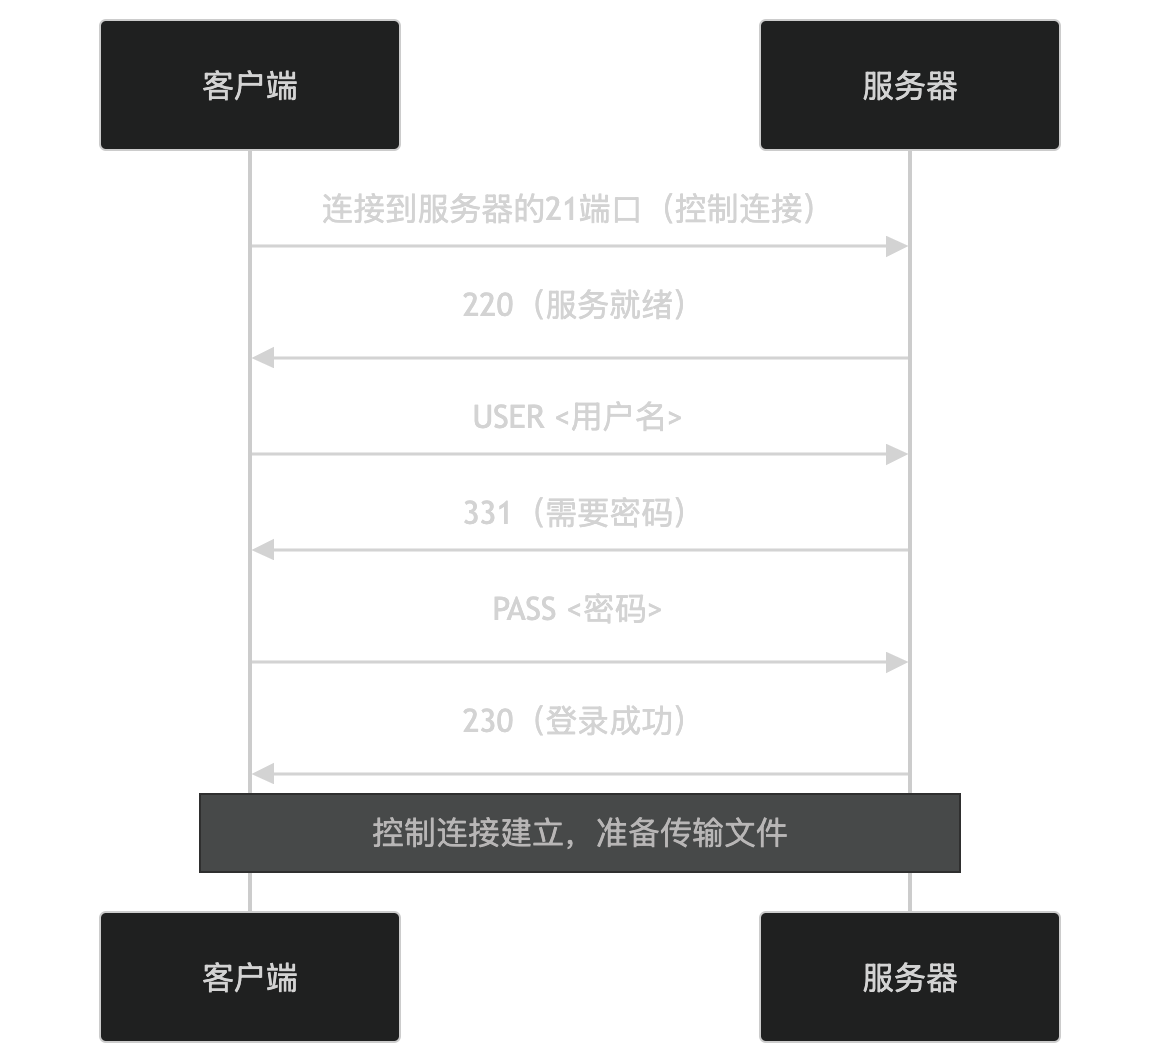 客户端
服务器
连接到服务器的21端口（控制连接）
220（服务就绪）
USER <用户名>
331（需要密码）
PASS <密码>
230（登录成功）
控制连接建立，准备传输文件
客户端
服务器